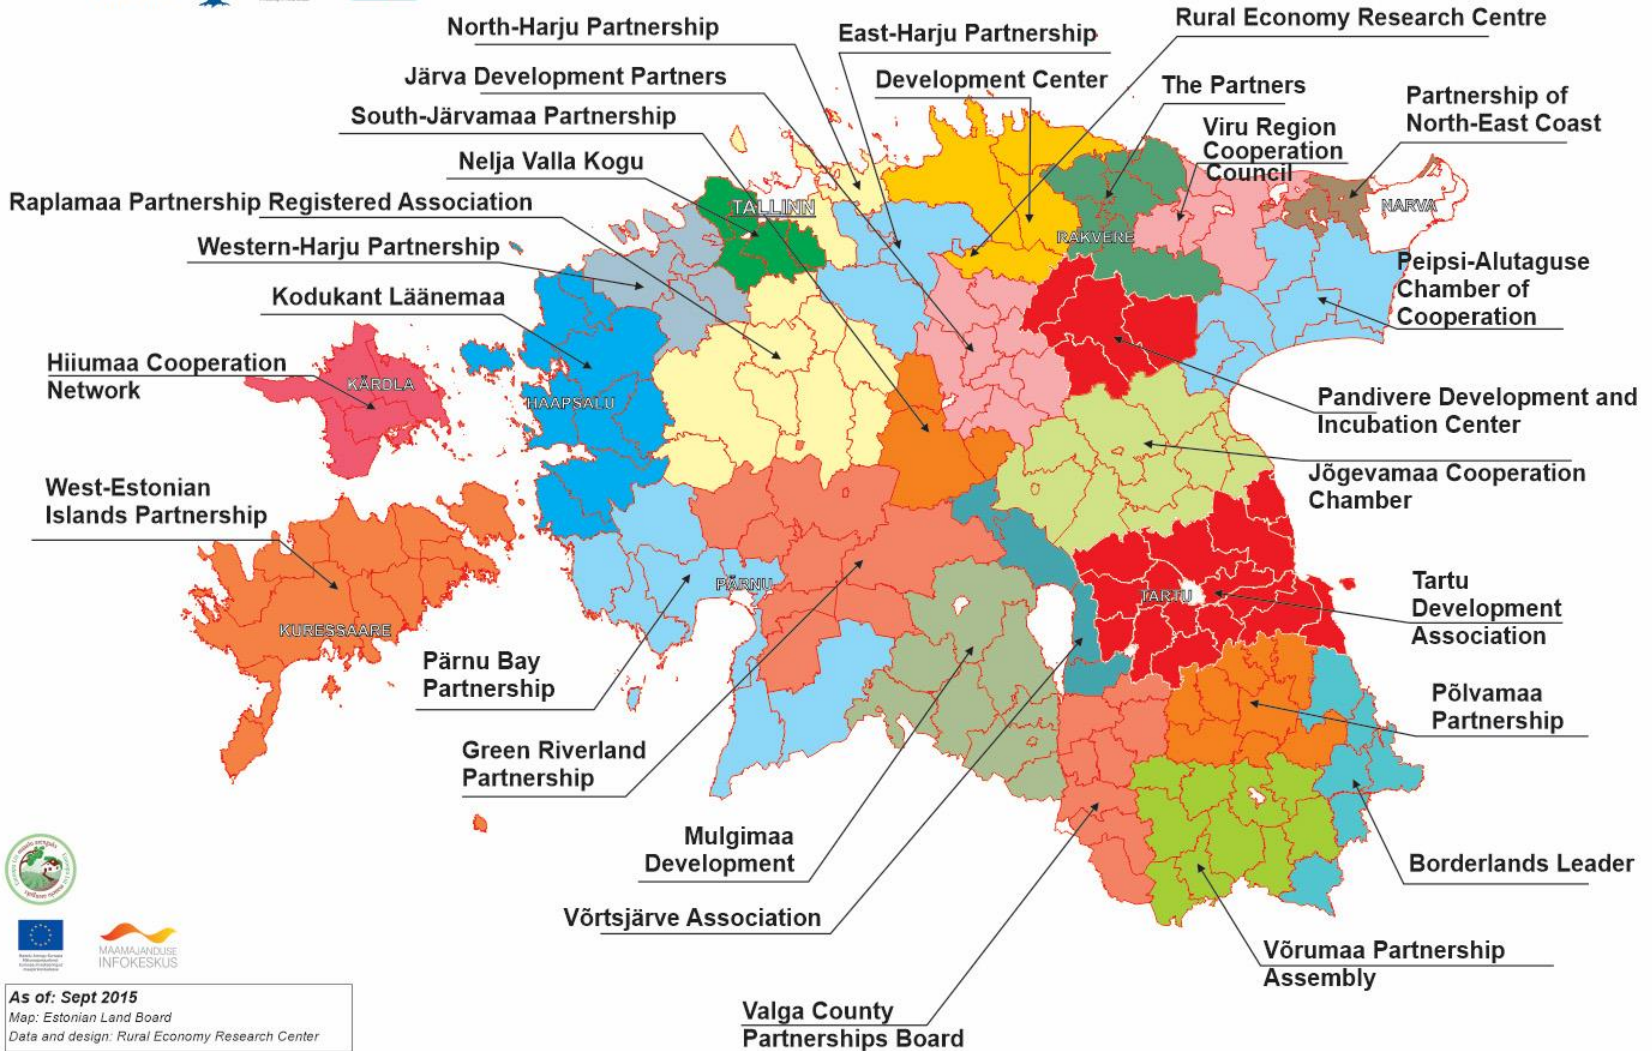 North-Harju Partnership
East-Harju Partnership
Rural Economy Research Centre
Järva Development Partners
Development Center
The Partners
Partnership of
North-East Coast
South-Järvamaa Partnership
Viru Region
Cooperation
Council
Nelja Valla Kogu
Raplamaa Partnership Registered Association
TALLINN
NARVA
RAKVERE
Western-Harju Partnership
Peipsi-Alutaguse
Chamber of
Cooperation
Kodukant Läänemaa
Hiiumaa Cooperation
Network
KÄRDLA
HAAPSALU
Pandivere Development and
Incubation Center
Jõgevamaa Cooperation
Chamber
West-Estonian
Islands Partnership
PÄRNU
TARTU
Tartu
Development
Association
KURESSAARE
Pärnu Bay
Partnership
Põlvamaa
Partnership
Green Riverland
Partnership
Mulgimaa
Development
Borderlands Leader
Võrtsjärve Association
Võrumaa Partnership
Assembly
Valga County
Partnerships Board
MAAMAJANDUSE
INFOKESKUS
As of: Sept 2015
Map: Estonian Land Board
Data and design: Rural Economy Research Center